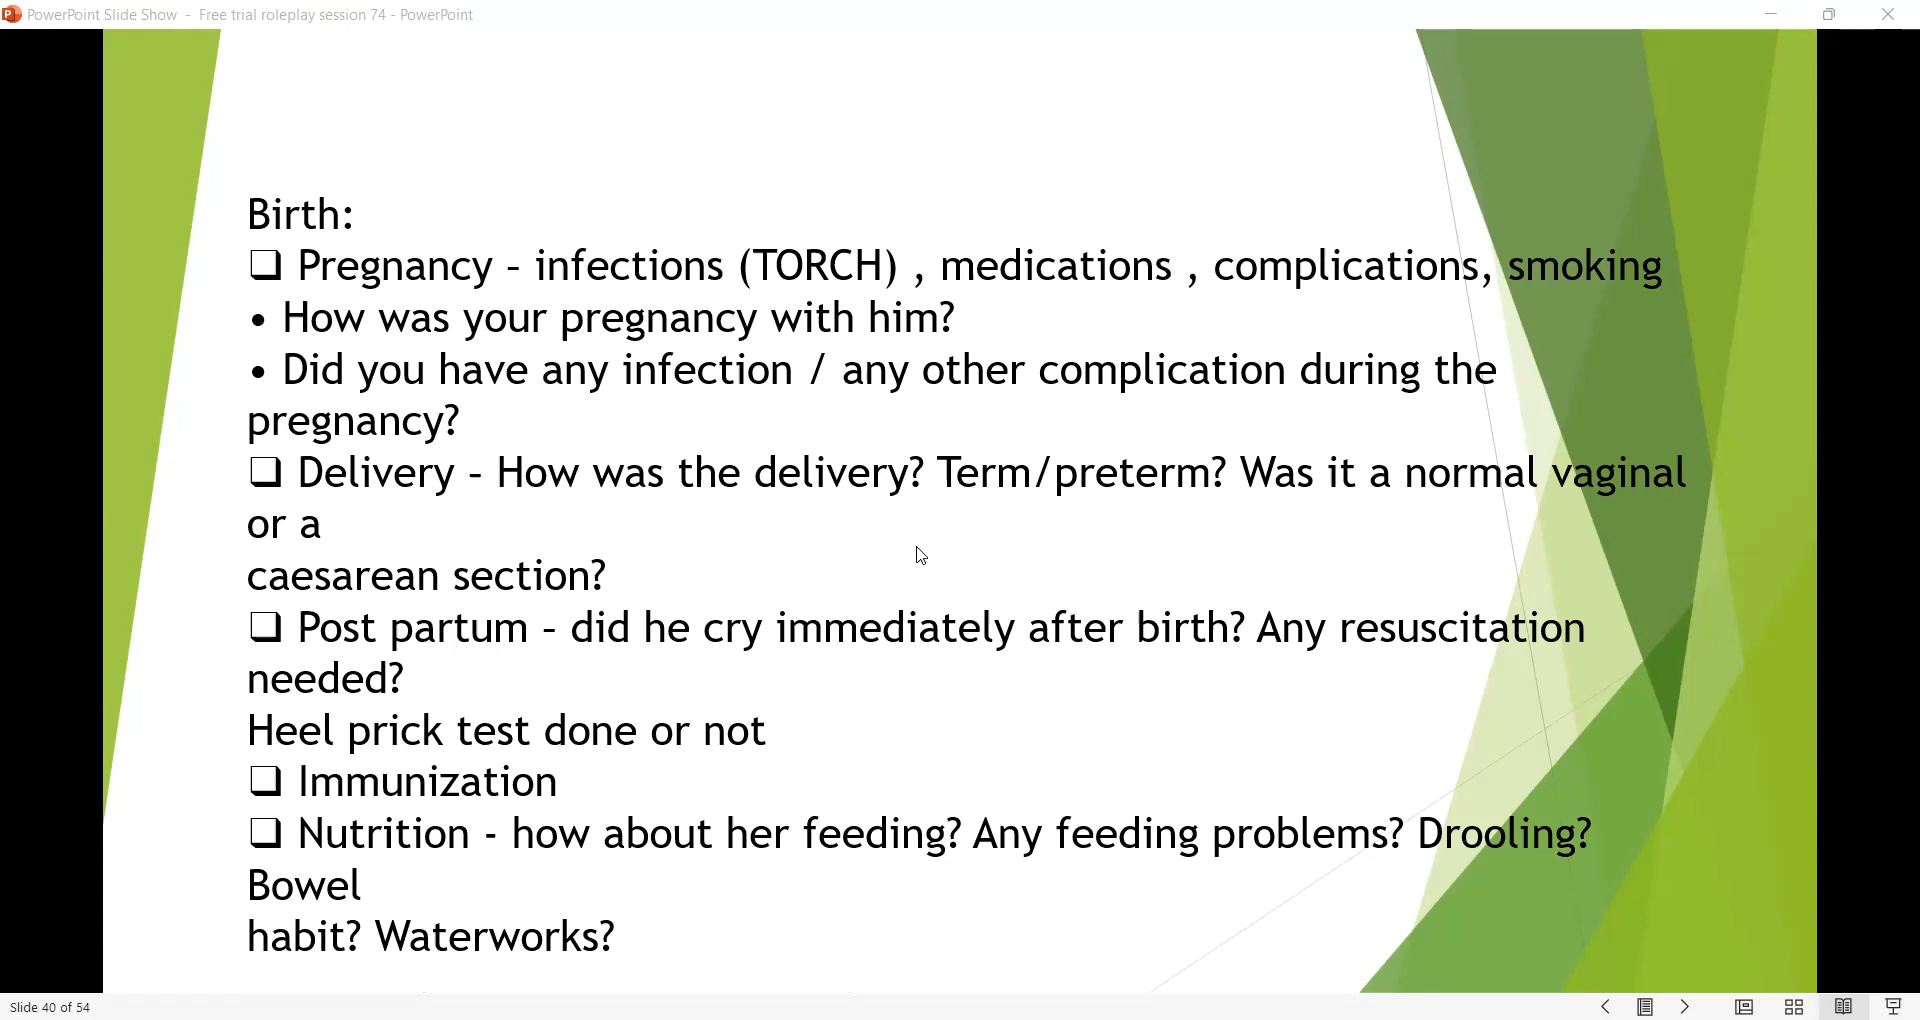 PowerPoint Slide Show - Free trial roleplay session 74 - PowerPoint
Birth:
❑ Pregnancy – infections (TORCH) , medications , complications, smoking
• How was your pregnancy with him?
• Did you have any infection / any other complication during the
pregnancy?
❑ Delivery – How was the delivery? Term/preterm? Was it a normal vaginal
or a
caesarean section?
❑ Post partum – did he cry immediately after birth? Any resuscitation
needed?
Heel prick test done or not
❑ Immunization
❑ Nutrition - how about her feeding? Any feeding problems? Drooling?
Bowel
habit? Waterworks?
Slide 40 of 54